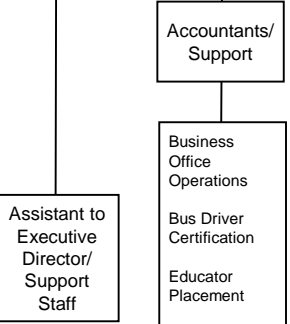 Accountants/
Support
Business
Office
Operations
Bus Driver
Certification
Educator
Placement
Assistant to
Executive
Director/
Support
Staff